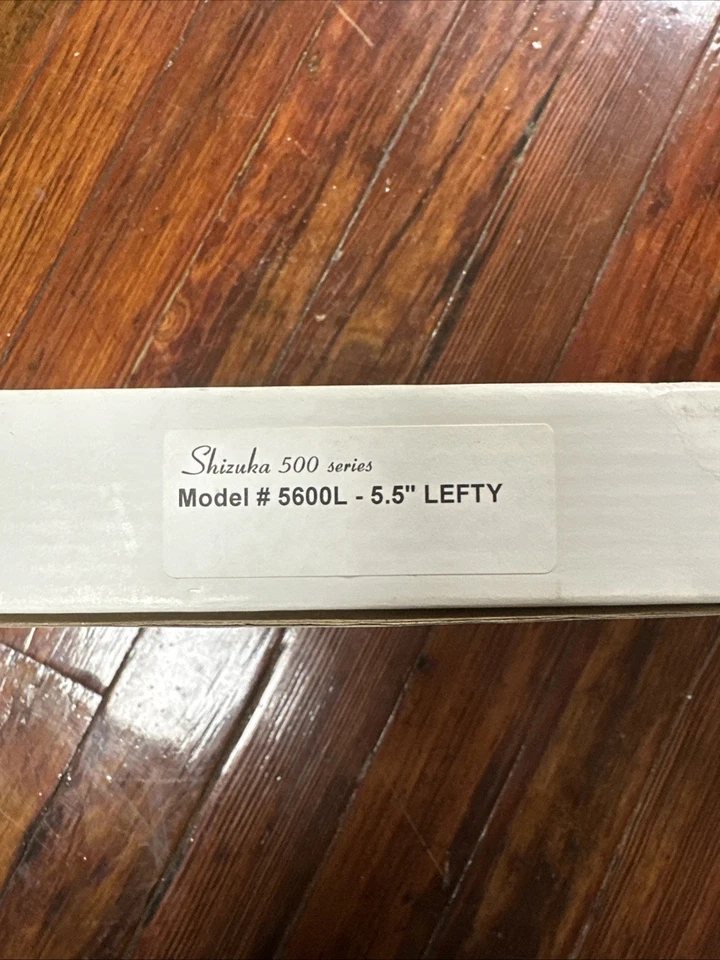 Shizuka 500 series
Model # 5600L - 5.5" LEFTY